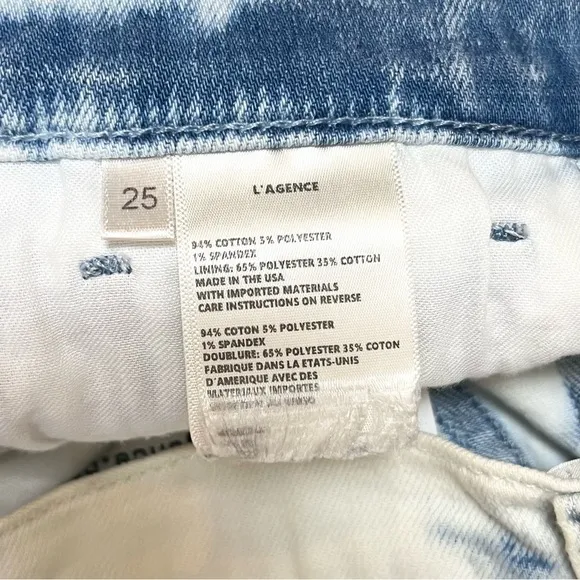 25
L'AGENCE
94% COTTON 5% POLYESTER
1% SPANDEX
LINING: 65% POLYESTER 35% COTTON
MADE IN THE USA
WITH IMPORTED MATERIALS
CARE INSTRUCTIONS ON REVERSE
94% COTON 5% POLYESTER
1% SPANDEX
DOUBLURE: 65% POLYESTER 35% COTON
FABRIQUE DANS LA ETATS-UNIS
D'AMERIQUE AVEC DES
MATERIAUX IMPORTES